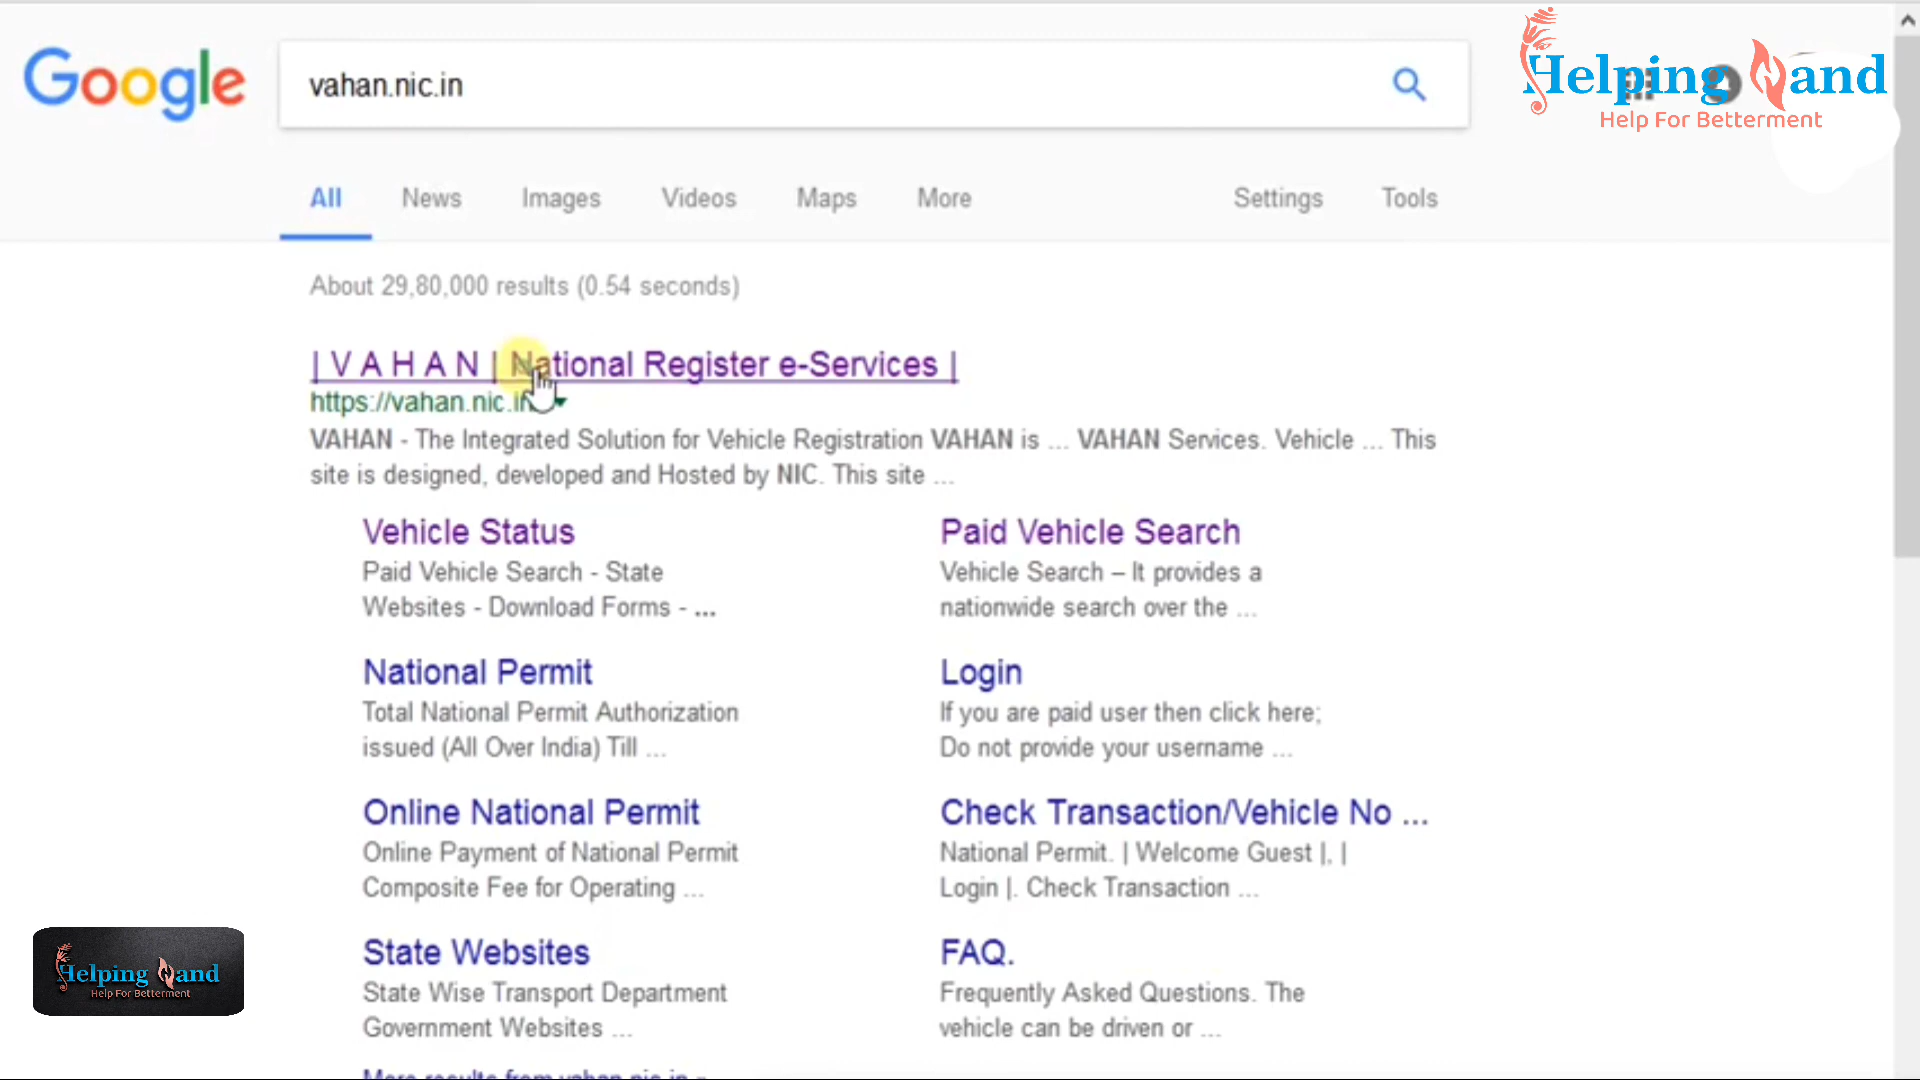 Google
vahan.nic.in
Helping Hand
Help For Betterment
All News Images Videos Maps More Settings Tools
About 29,80,000 results (0.54 seconds)
| V A H A N | National Register e-Services |
https://vahan.nic.in
VAHAN - The Integrated Solution for Vehicle Registration VAHAN is ... VAHAN Services. Vehicle ... This
site is designed, developed and Hosted by NIC. This site ...
Vehicle Status
Paid Vehicle Search - State
Websites - Download Forms - ...
Paid Vehicle Search
Vehicle Search – It provides a
nationwide search over the ...
National Permit
Total National Permit Authorization
issued (All Over India) Till ...
Login
If you are paid user then click here;
Do not provide your username ...
Online National Permit
Online Payment of National Permit
Composite Fee for Operating ...
Check Transaction/Vehicle No ...
National Permit. | Welcome Guest |, |
Login |. Check Transaction ...
State Websites
State Wise Transport Department
Government Websites ...
FAQ.
Frequently Asked Questions. The
vehicle can be driven or ...
More results from vahan.nic.in »
Helping Hand
Help For Betterment